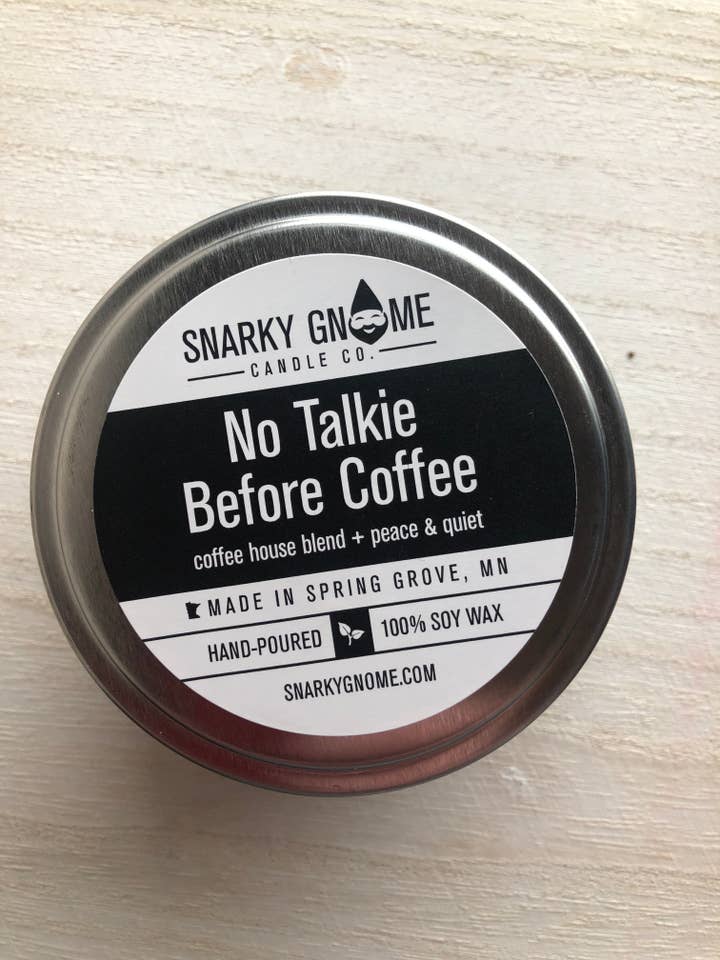 SNARKY GNOME
CANDLE CO.
No Talkie
Before Coffee
coffee house blend + peace & quiet
MADE IN SPRING GROVE, MN
HAND-POURED 100% SOY WAX
SNARKYGNOME.COM